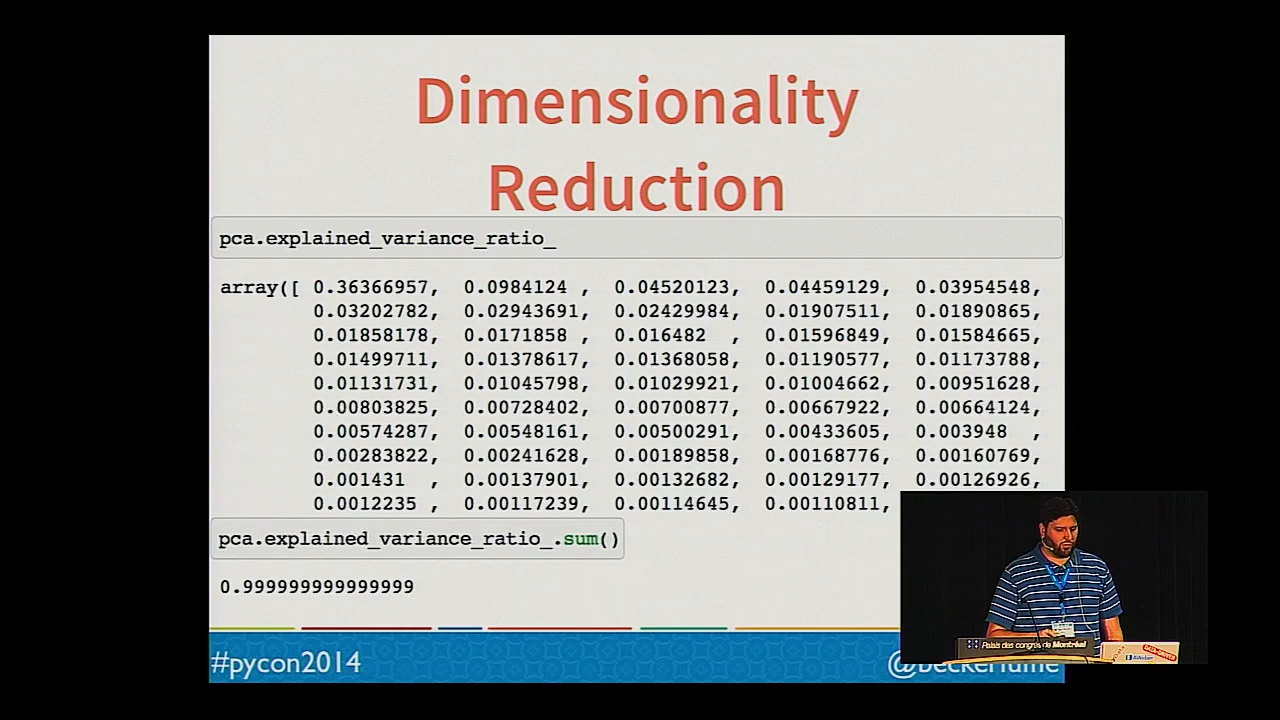 Dimensionality
Reduction
pca.explained_variance_ratio_
array([ 0.36366957, 0.0984124 , 0.04520123, 0.04459129, 0.03954548,
0.03202782, 0.02943691, 0.02429984, 0.01907511, 0.01890865,
0.01858178, 0.0171858 , 0.016482 , 0.01596849, 0.01584665,
0.01499711, 0.01378617, 0.01368058, 0.01190577, 0.01173788,
0.01131731, 0.01045798, 0.01029921, 0.01004662, 0.00951628,
0.00803825, 0.00728402, 0.00700877, 0.00667922, 0.00664124,
0.00574287, 0.00548161, 0.00500291, 0.00433605, 0.003948 ,
0.00283822, 0.00241628, 0.00189858, 0.00168776, 0.00160769,
0.001431 , 0.00137901, 0.00132682, 0.00129177, 0.00126926,
0.0012235 , 0.00117239, 0.00114645, 0.00110811,
pca.explained_variance_ratio_.sum()
0.999999999999999
#pycon2014
Palais des congrès de Montréal